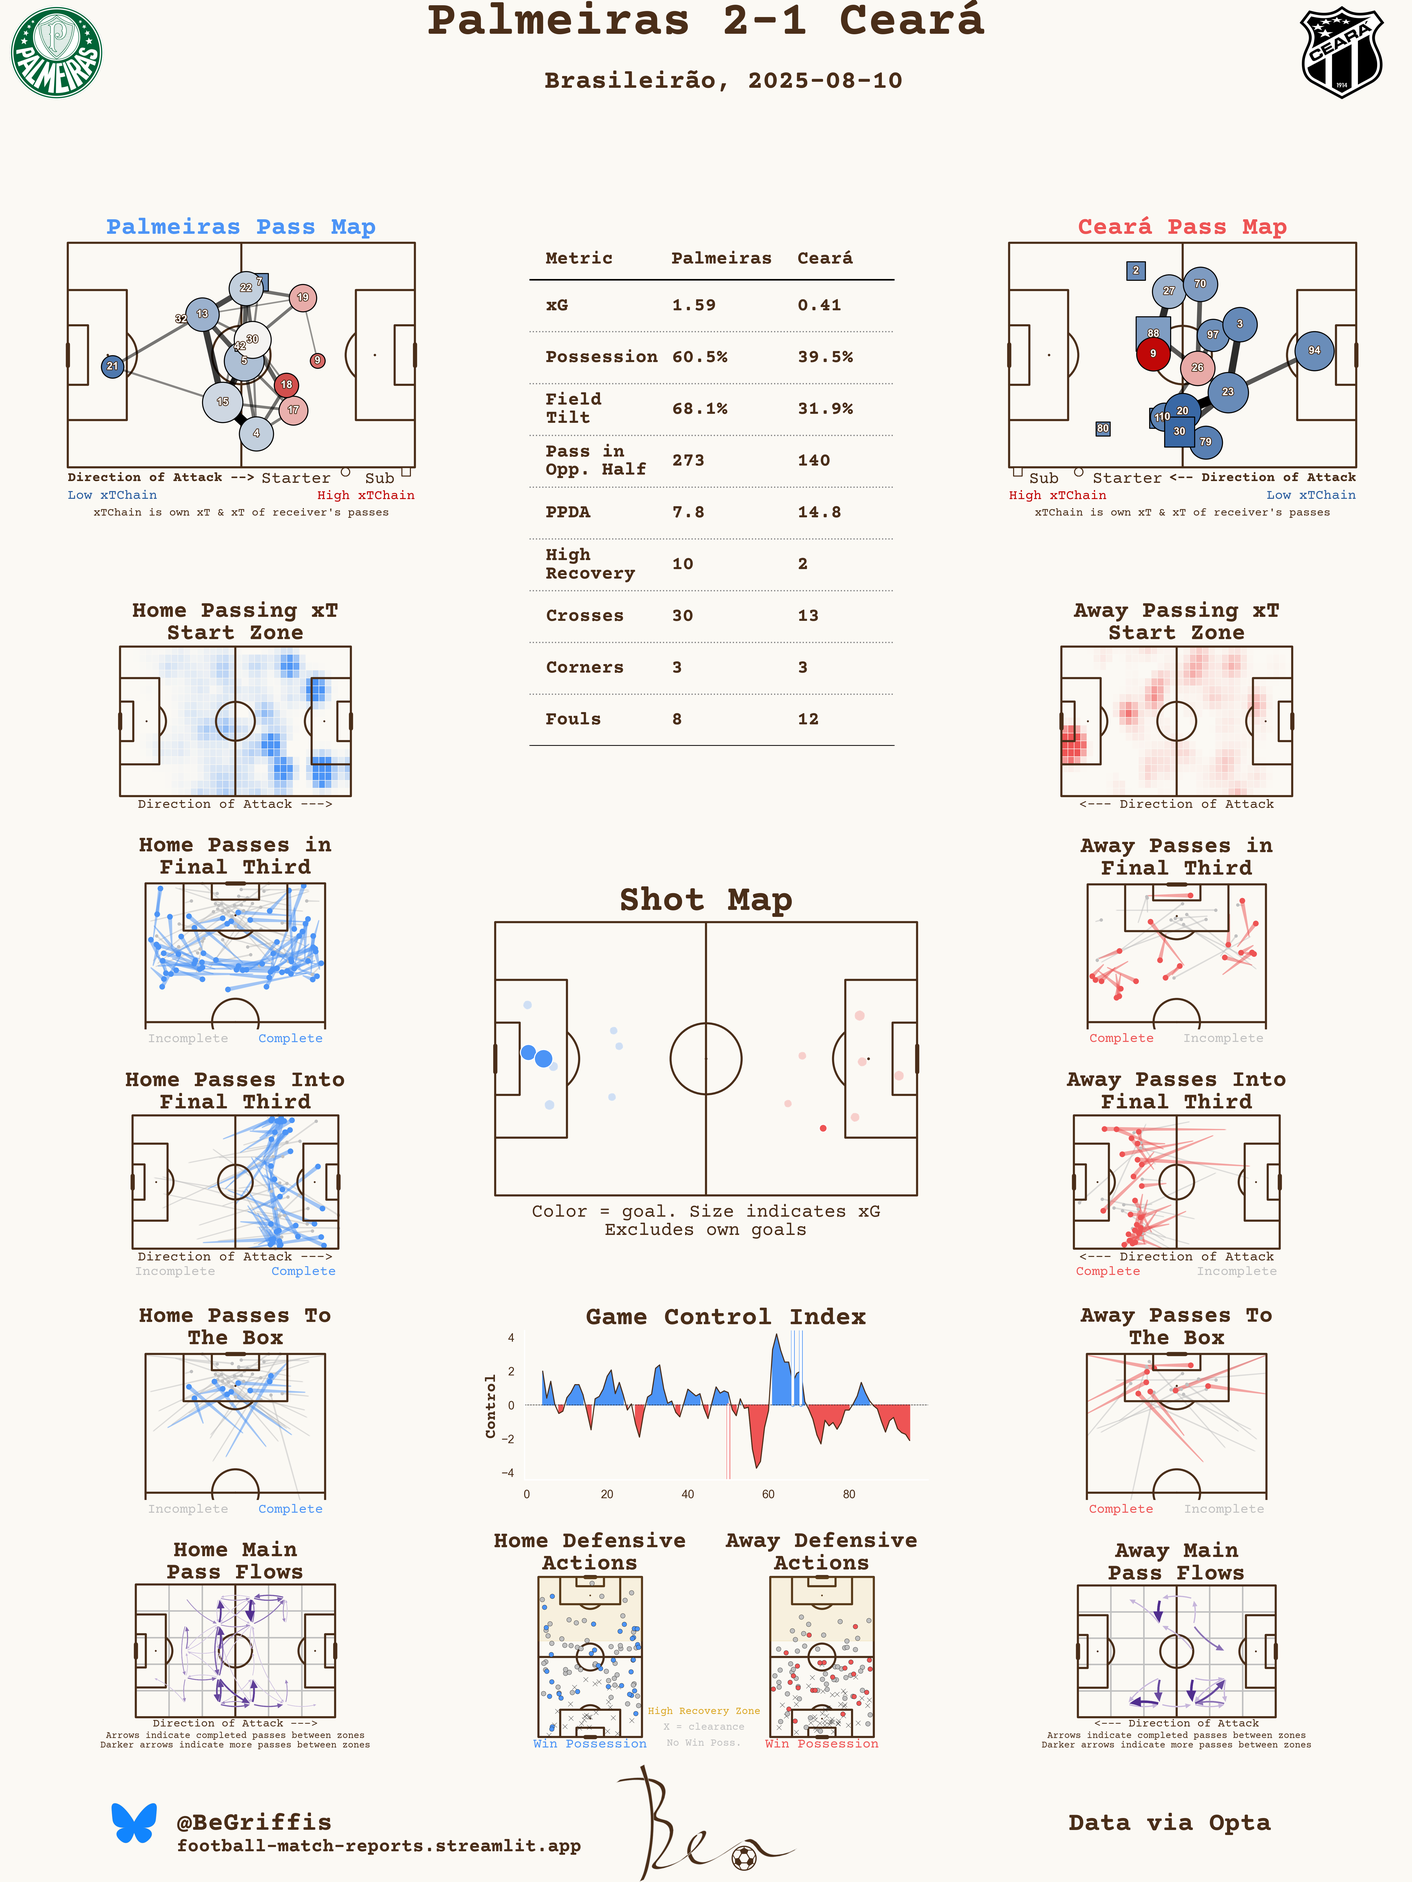 Palmeiras 2-1 Ceará
Brasileirão, 2025-08-10
PALMEIRAS
P
CEARÁ
1914
Palmeiras Pass Map
22
7
19
13
32
30
42
5
9
21
18
15
17
4
Direction of Attack --> Starter Sub
Low xTChain High xTChain
xTChain is own xT & xT of receiver's passes
Metric Palmeiras Ceará
xG 1.59 0.41
Possession 60.5% 39.5%
Field
Tilt 68.1% 31.9%
Pass in
Opp. Half 273 140
PPDA 7.8 14.8
High
Recovery 10 2
Crosses 30 13
Corners 3 3
Fouls 8 12
Ceará Pass Map
2
27
70
88
97
3
9
26
94
23
20
30
79
80
Sub Starter <-- Direction of Attack
High xTChain Low xTChain
xTChain is own xT & xT of receiver's passes
Home Passing xT
Start Zone
Direction of Attack --->
Away Passing xT
Start Zone
<--- Direction of Attack
Home Passes in
Final Third
Incomplete Complete
Away Passes in
Final Third
Complete Incomplete
Shot Map
Color = goal. Size indicates xG
Excludes own goals
Home Passes Into
Final Third
Direction of Attack --->
Incomplete Complete
Away Passes Into
Final Third
<--- Direction of Attack
Complete Incomplete
Home Passes To
The Box
Incomplete Complete
Game Control Index
Control
4
2
0
−2
−4
0 20 40 60 80
Away Passes To
The Box
Complete Incomplete
Home Main
Pass Flows
Direction of Attack --->
Arrows indicate completed passes between zones
Darker arrows indicate more passes between zones
Home Defensive
Actions
Win Possession
Away Defensive
Actions
Win Possession
High Recovery Zone
X = clearance
No Win Poss.
Away Main
Pass Flows
<--- Direction of Attack
Arrows indicate completed passes between zones
Darker arrows indicate more passes between zones
@BeGriffis
football-match-reports.streamlit.app
Ben
Data via Opta